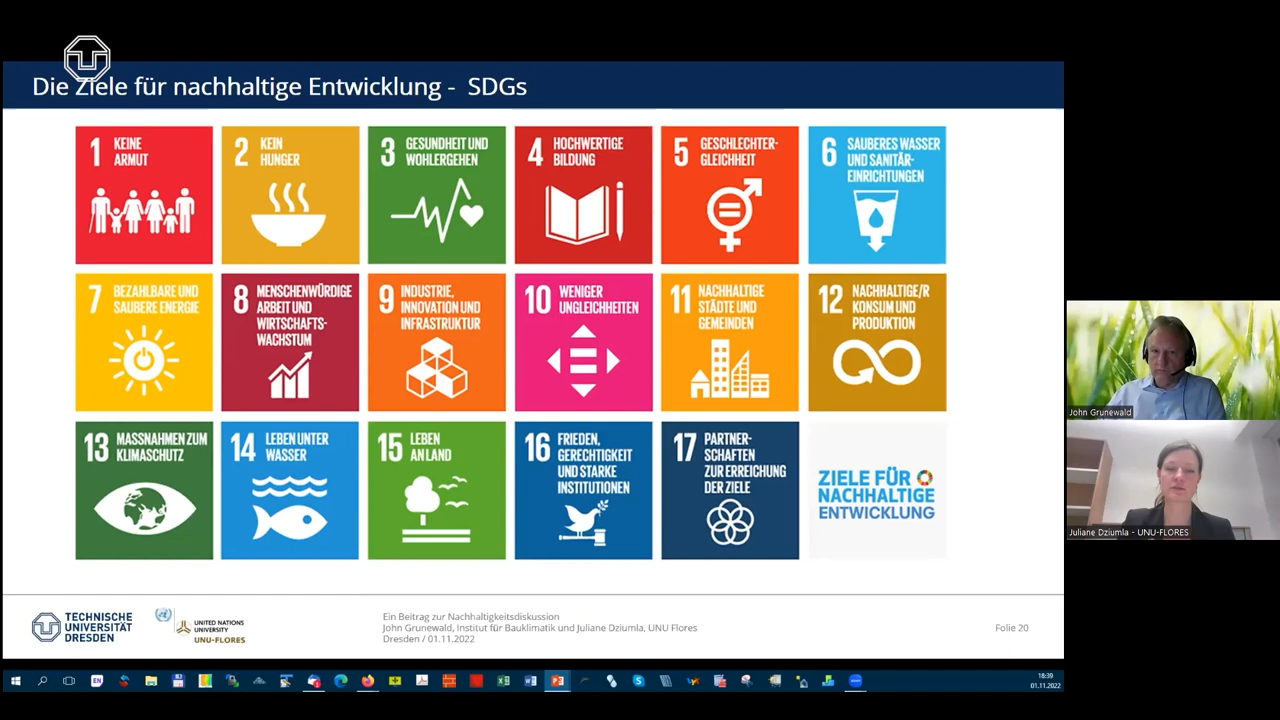 Die Ziele für nachhaltige Entwicklung - SDGs
1 KEINE
ARMUT
2 KEIN
HUNGER
3 GESUNDHEIT UND
WOHLERGEHEN
4 HOCHWERTIGE
BILDUNG
5 GESCHLECHTER-
GLEICHHEIT
6 SAUBERES WASSER
UND SANITÄR-
EINRICHTUNGEN
7 BEZAHLBARE UND
SAUBERE ENERGIE
8 MENSCHENWÜRDIGE
ARBEIT UND
WIRTSCHAFTS-
WACHSTUM
9 INDUSTRIE,
INNOVATION UND
INFRASTRUKTUR
10 WENIGER
UNGLEICHHEITEN
11 NACHHALTIGE
STÄDTE UND
GEMEINDEN
12 NACHHALTIGE/R
KONSUM UND
PRODUKTION
13 MASSNAHMEN ZUM
KLIMASCHUTZ
14 LEBEN UNTER
WASSER
15 LEBEN
AN LAND
16 FRIEDEN,
GERECHTIGKEIT
UND STARKE
INSTITUTIONEN
17 PARTNER-
SCHAFTEN
ZUR ERREICHUNG
DER ZIELE
ZIELE FÜR
NACHHALTIGE
ENTWICKLUNG
John Grunewald
Juliane Dziumla - UNU-FLORES
TECHNISCHE
UNIVERSITÄT
DRESDEN
UNITED NATIONS
UNIVERSITY
UNU-FLORES
Ein Beitrag zur Nachhaltigkeitsdiskussion
John Grunewald, Institut für Bauklimatik und Juliane Dziumla, UNU Flores
Dresden / 01.11.2022
Folie 20
EN
18:39
01.11.2022